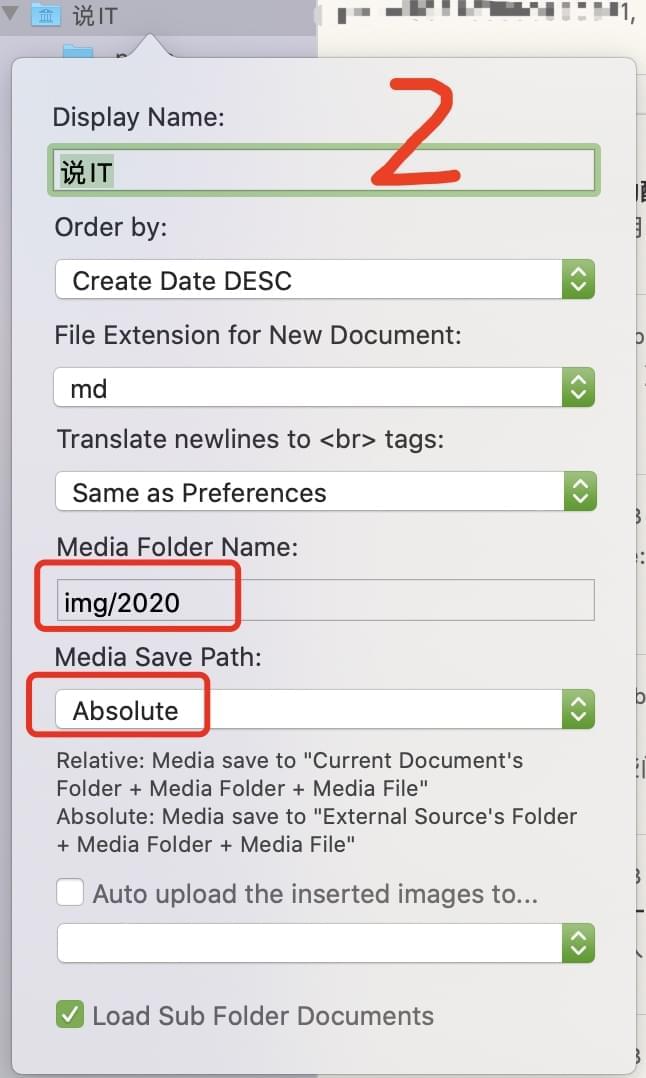 说IT
1,
2
Display Name:
说IT
Order by:
Create Date DESC
File Extension for New Document:
md
Translate newlines to <br> tags:
Same as Preferences
Media Folder Name:
img/2020
Media Save Path:
Absolute
Relative: Media save to "Current Document's
Folder + Media Folder + Media File"
Absolute: Media save to "External Source's Folder
+ Media Folder + Media File"
Auto upload the inserted images to...
Load Sub Folder Documents